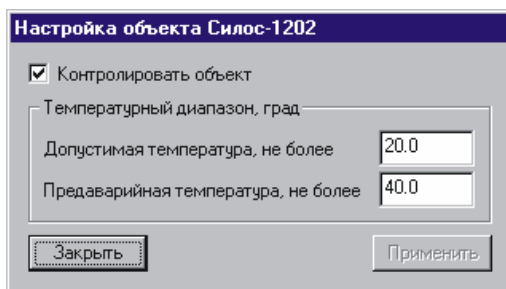 Настройка объекта Силос-1202
Контролировать объект
Температурный диапазон, град
Допустимая температура, не более 20.0
Предаварийная температура, не более 40.0
Закрыть Применить